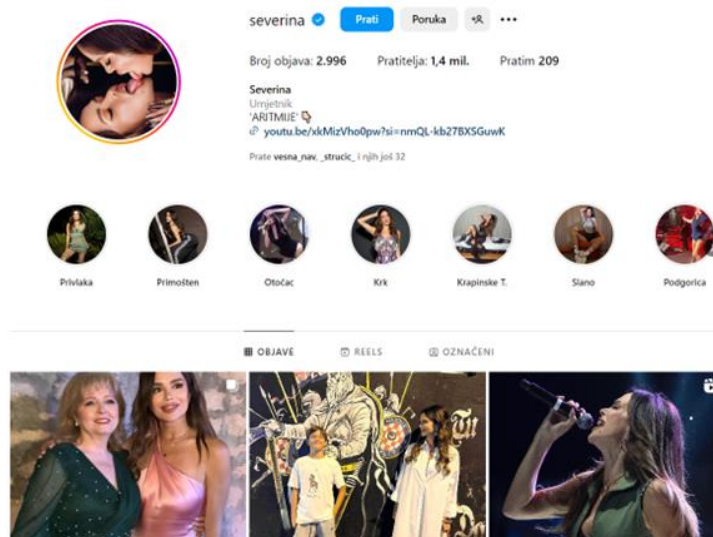 severina Prati Poruka
Broj objava: 2.996 Pratitelja: 1,4 mil. Pratim 209
Severina
Umjetnik
'ARITMIJE'
youtu.be/xkMizVho0pw?si=nmQL-kb27BXSGuwK
Prate vesna_nav, _strucic_ i njih još 32
Privlaka Primošten Otočac Krk Krapinske T. Slano Podgorica
OBJAVE REELS OZNAČENI